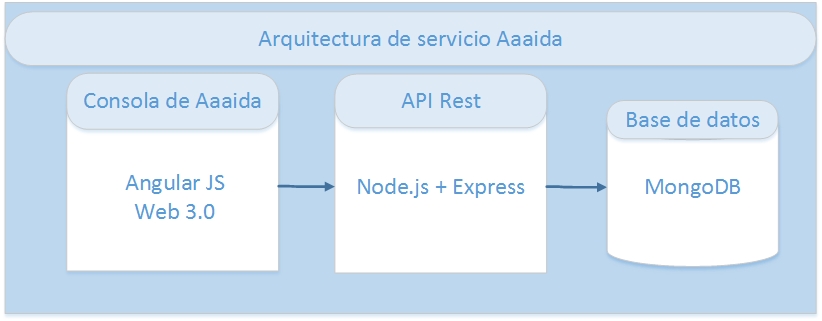 Arquitectura de servicio Aaaida
Consola de Aaaida
Angular JS
Web 3.0
API Rest
Node.js + Express
Base de datos
MongoDB